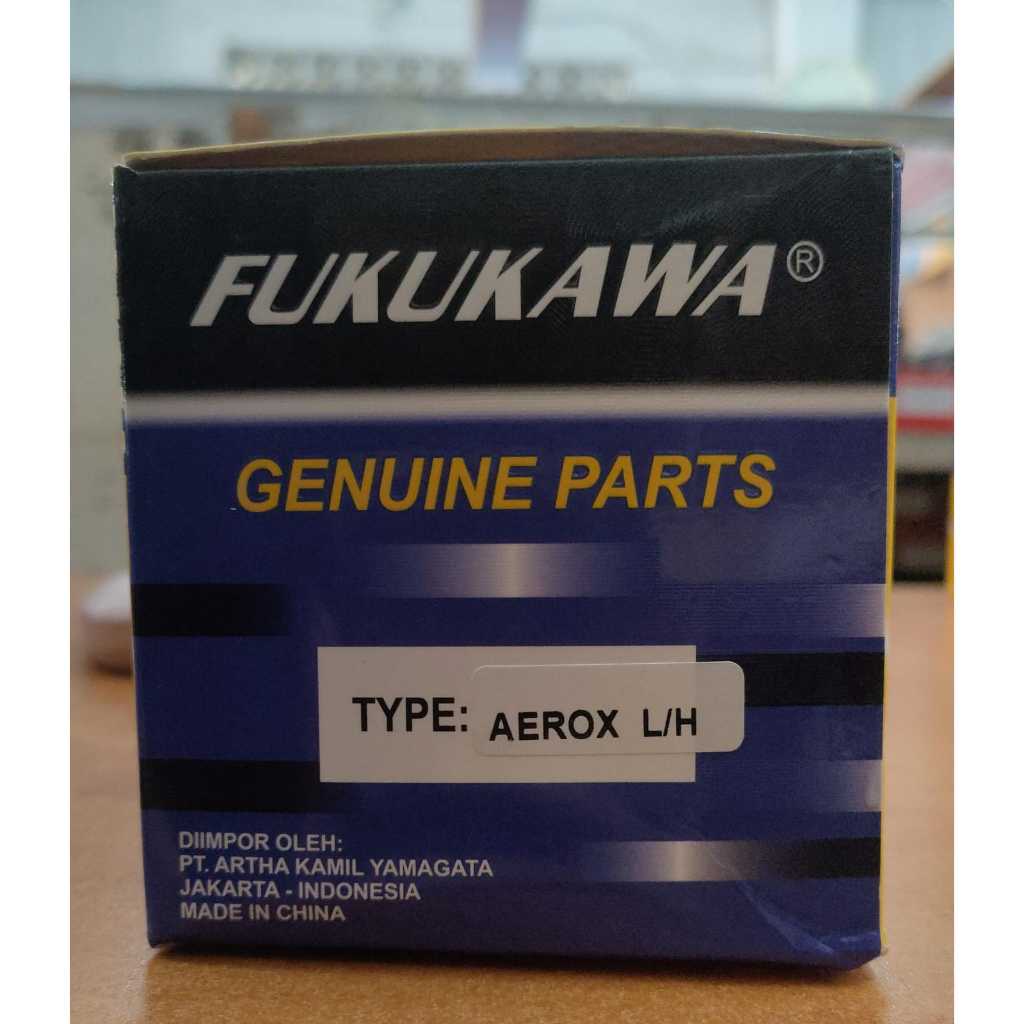 FUKUKAWA®
GENUINE PARTS
TYPE: AEROX L/H
DIIMPOR OLEH:
PT. ARTHA KAMIL YAMAGATA
JAKARTA - INDONESIA
MADE IN CHINA